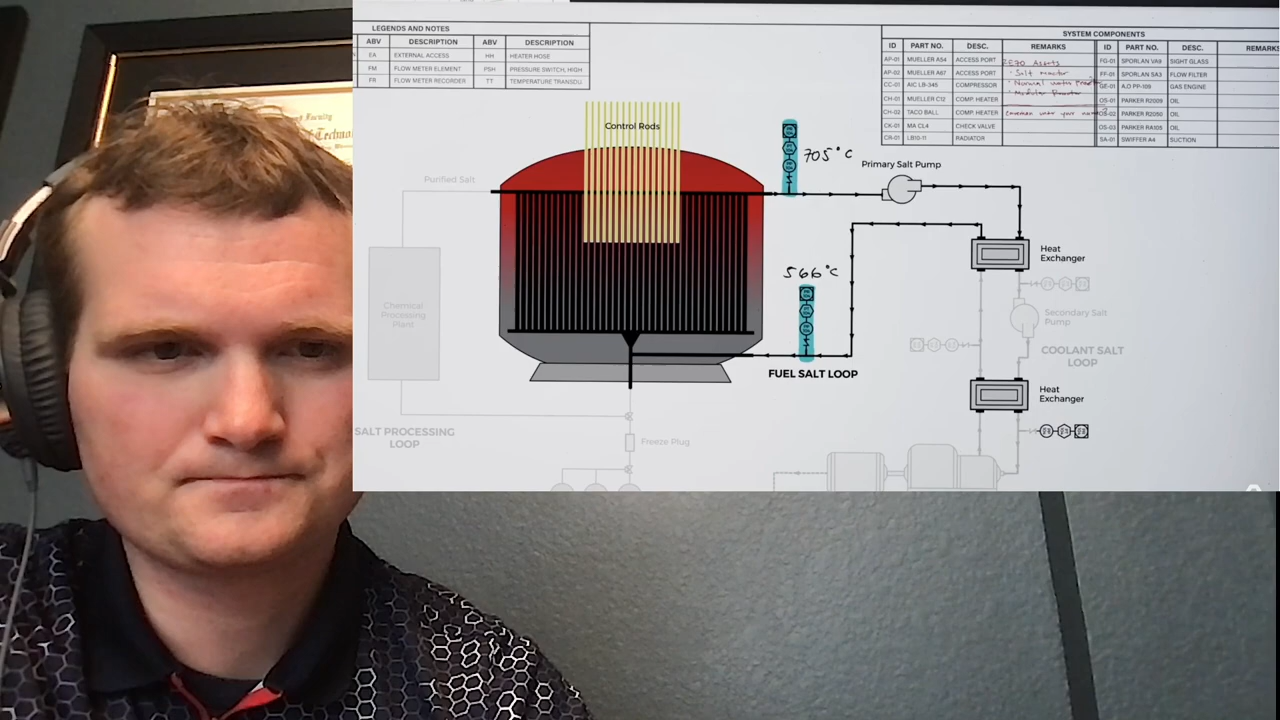 LEGENDS AND NOTES
ABV DESCRIPTION ABV DESCRIPTION
EA EXTERNAL ACCESS HH HEATER HOSE
FM FLOW METER ELEMENT PSH PRESSURE SWITCH, HIGH
FR FLOW METER RECORDER TT TEMPERATURE TRANSDU.
SYSTEM COMPONENTS
ID PART NO. DESC. REMARKS ID PART NO. DESC. REMARKS
AP-01 MUELLER A54 ACCESS PORT FG-01 SPORLAN VA9 SIGHT GLASS
AP-02 MUELLER A67 ACCESS PORT • Salt reactor FF-01 SPORLAN SA3 FLOW FILTER
CC-01 AIC LB-345 COMPRESSOR • Normal water GE-01 A.O PP-109 GAS ENGINE
CH-01 MUELLER C12 COMP. HEATER • Modular Reactor OS-01 PARKER R2009 OIL
CH-02 TACO BALL COMP. HEATER OS-02 PARKER R2050 OIL
CK-01 MA CL4 CHECK VALVE OS-03 PARKER RA105 OIL
CR-01 LB10-11 RADIATOR SA-01 SWIFFER A4 SUCTION
Control Rods
705°C
Primary Salt Pump
Purified Salt
Heat
Exchanger
566°C
Chemical
Processing
Plant
Secondary Salt
Pump
COOLANT SALT
LOOP
FUEL SALT LOOP
Heat
Exchanger
SALT PROCESSING
LOOP
Freeze Plug